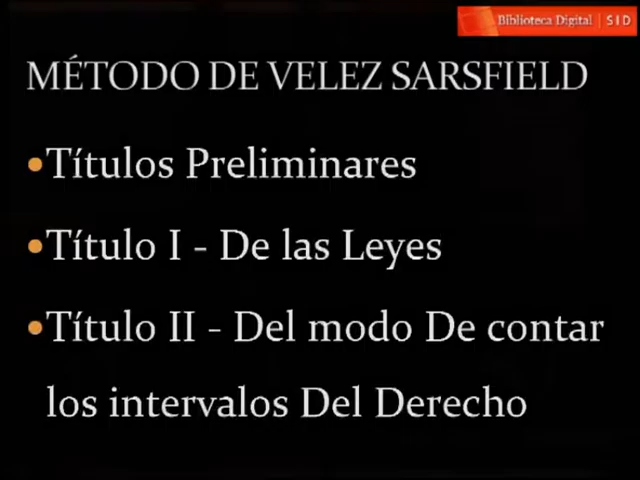 Biblioteca Digital | SID
MÉTODO DE VELEZ SARSFIELD
•Títulos Preliminares
•Título I - De las Leyes
•Título II - Del modo De contar
los intervalos Del Derecho